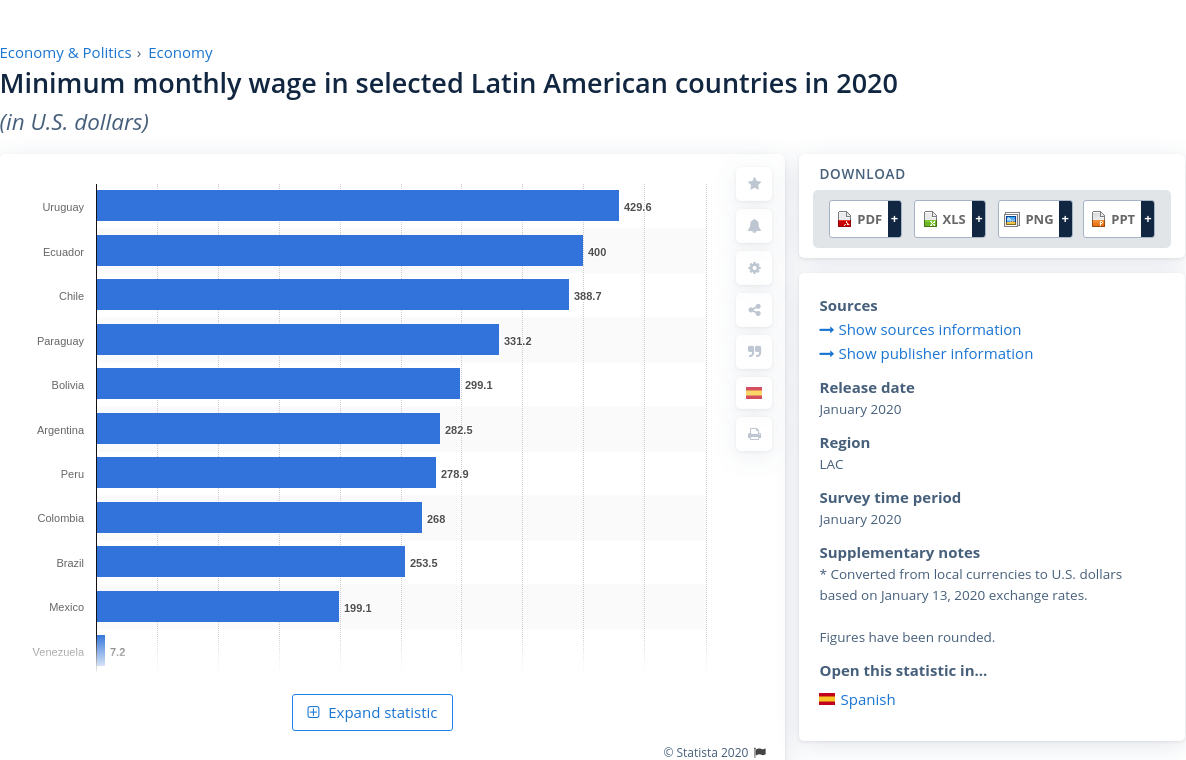 Economy & Politics › Economy
Minimum monthly wage in selected Latin American countries in 2020
(in U.S. dollars)
Uruguay 429.6
Ecuador 400
Chile 388.7
Paraguay 331.2
Bolivia 299.1
Argentina 282.5
Peru 278.9
Colombia 268
Brazil 253.5
Mexico 199.1
Venezuela 7.2
Expand statistic
© Statista 2020
DOWNLOAD
PDF + XLS + PNG + PPT +
Sources
Show sources information
Show publisher information
Release date
January 2020
Region
LAC
Survey time period
January 2020
Supplementary notes
* Converted from local currencies to U.S. dollars
based on January 13, 2020 exchange rates.
Figures have been rounded.
Open this statistic in...
Spanish